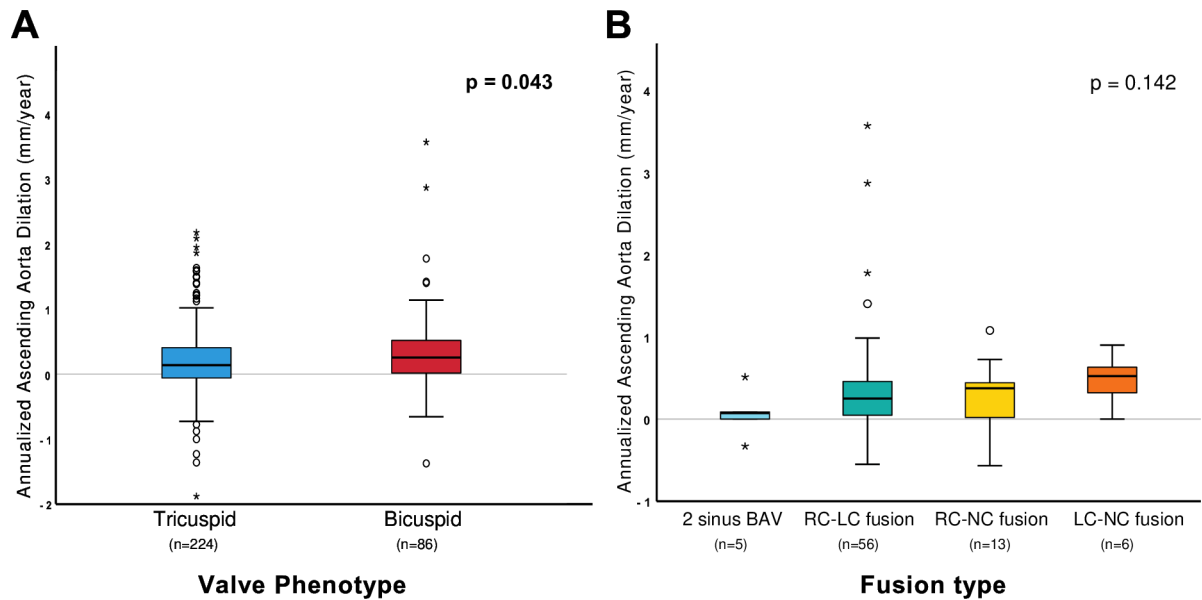 A
Annualized Ascending Aorta Dilation (mm/year)
p = 0.043
4
3
2
1
0
-1
-2
Tricuspid
Bicuspid
(n=224)
(n=86)
Valve Phenotype
B
Annualized Ascending Aorta Dilation (mm/year)
p = 0.142
4
3
2
1
0
-1
2 sinus BAV
RC-LC fusion
RC-NC fusion
LC-NC fusion
(n=5)
(n=56)
(n=13)
(n=6)
Fusion type